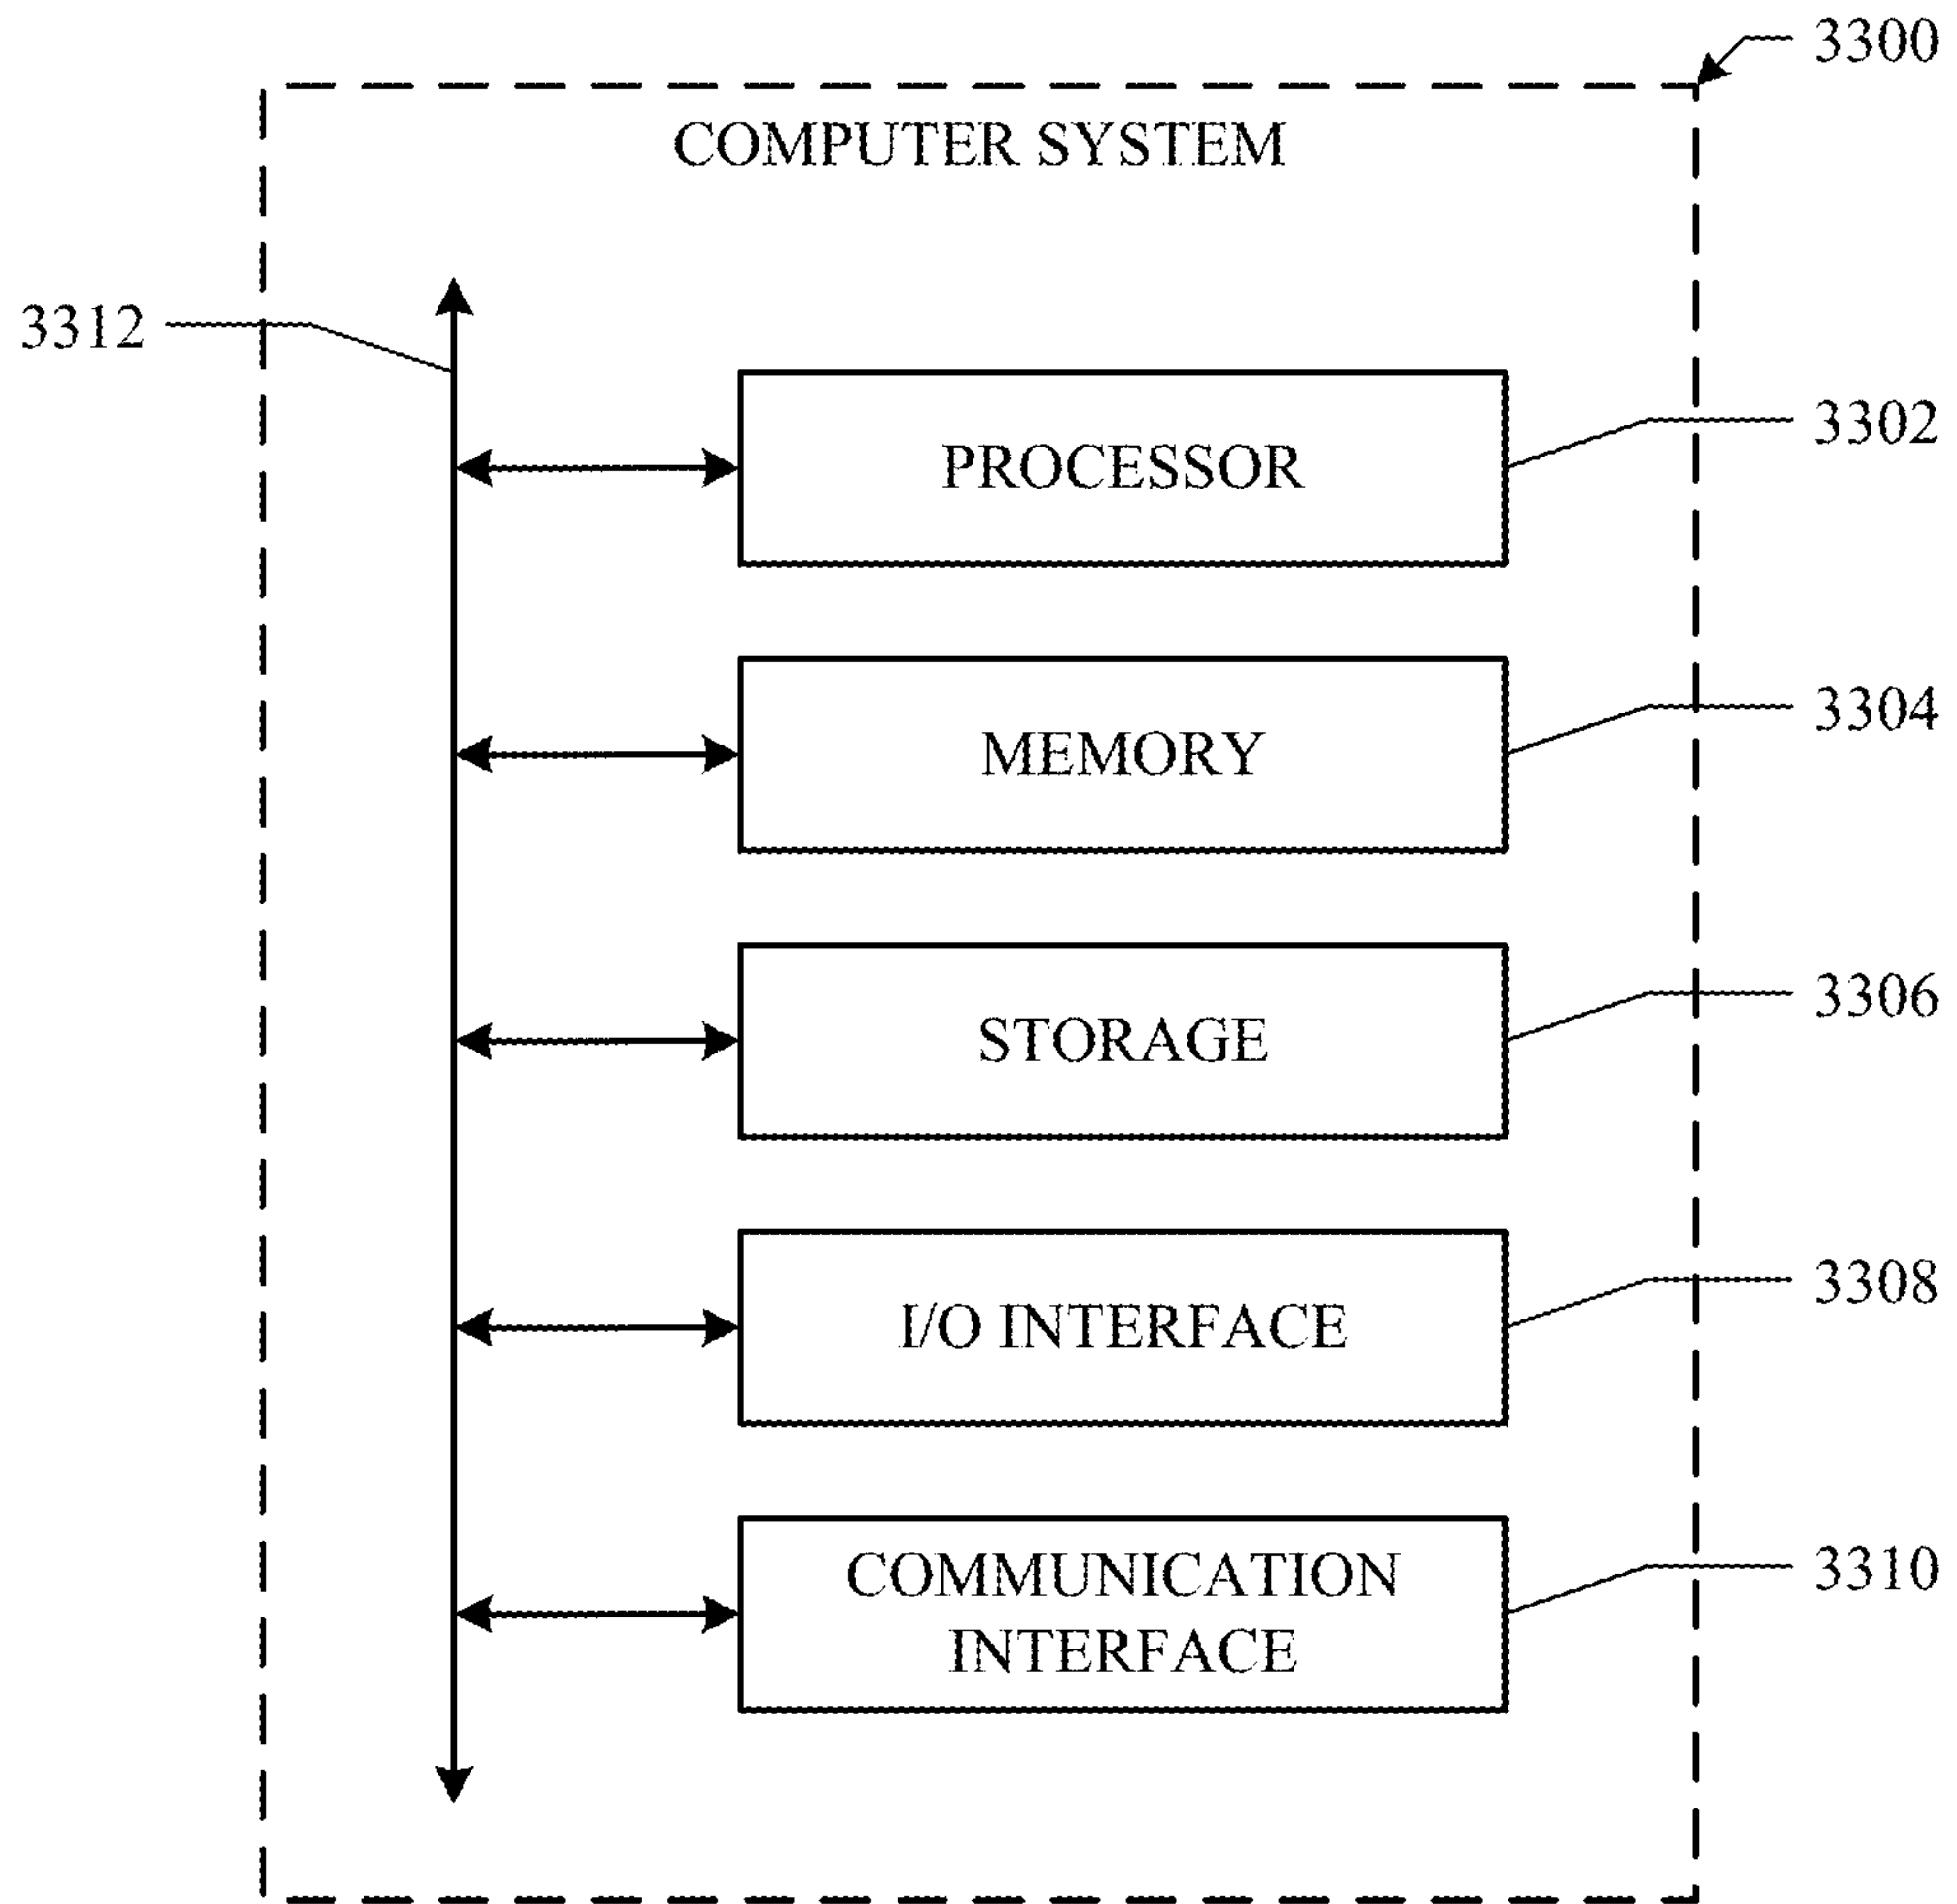 3300
COMPUTER SYSTEM
3312
3302
PROCESSOR
3304
MEMORY
3306
STORAGE
3308
I/O INTERFACE
3310
COMMUNICATION
INTERFACE